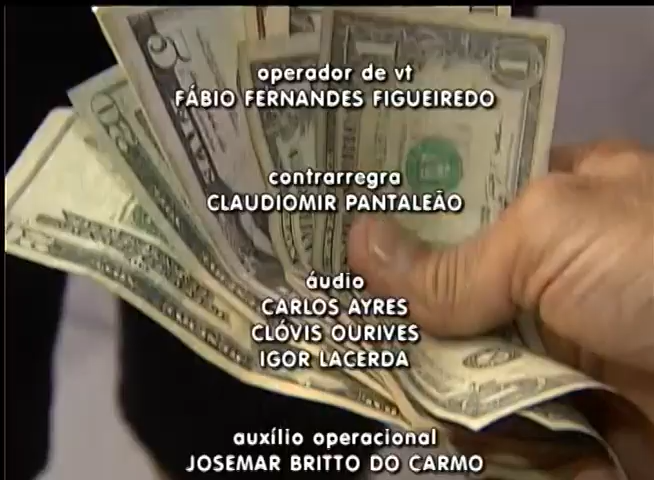 operador de vt
FÁBIO FERNANDES FIGUEIREDO
contrarregra
CLAUDIOMIR PANTALEÃO
áudio
CARLOS AYRES
CLÓVIS OURIVES
IGOR LACERDA
auxílio operacional
JOSEMAR BRITTO DO CARMO